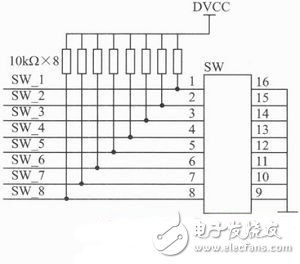 DVCC
10kΩ×8
SW
SW_1 1 16
SW_2 2 15
SW_3 3 14
SW_4 4 13
SW_5 5 12
SW_6 6 11
SW_7 7 10
SW_8 8 9
电子发烧友
www.elecfans.com